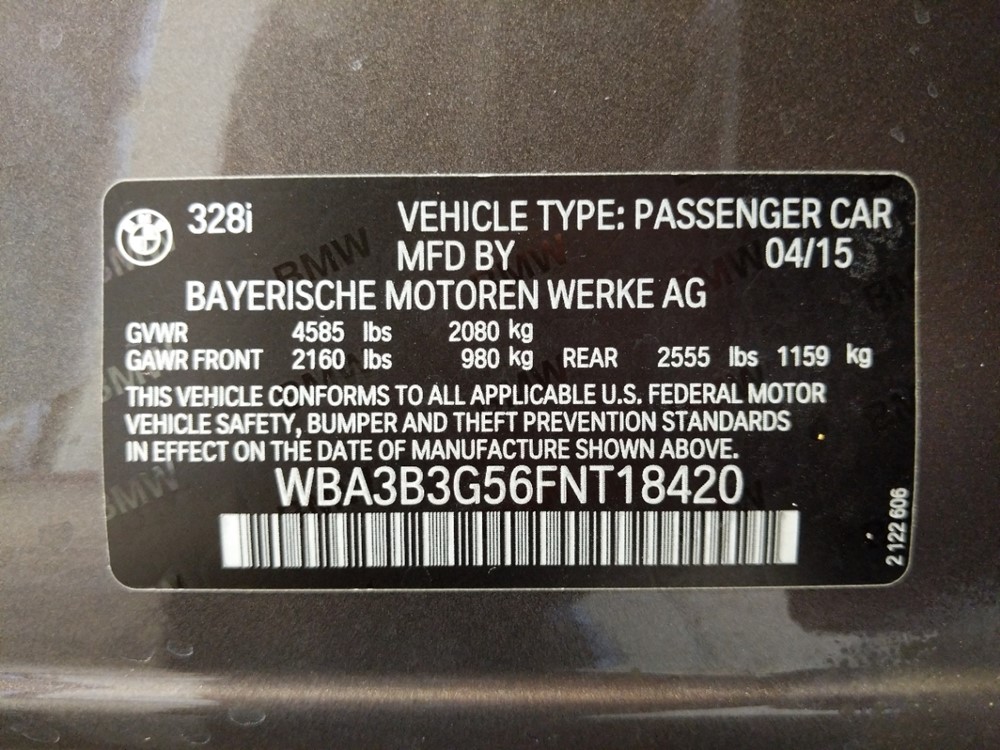 328i VEHICLE TYPE: PASSENGER CAR
MFD BY 04/15
BAYERISCHE MOTOREN WERKE AG
GVWR 4585 lbs 2080 kg
GAWR FRONT 2160 lbs 980 kg REAR 2555 lbs 1159 kg
THIS VEHICLE CONFORMS TO ALL APPLICABLE U.S. FEDERAL MOTOR
VEHICLE SAFETY, BUMPER AND THEFT PREVENTION STANDARDS
IN EFFECT ON THE DATE OF MANUFACTURE SHOWN ABOVE.
WBA3B3G56FNT18420
2 122 606